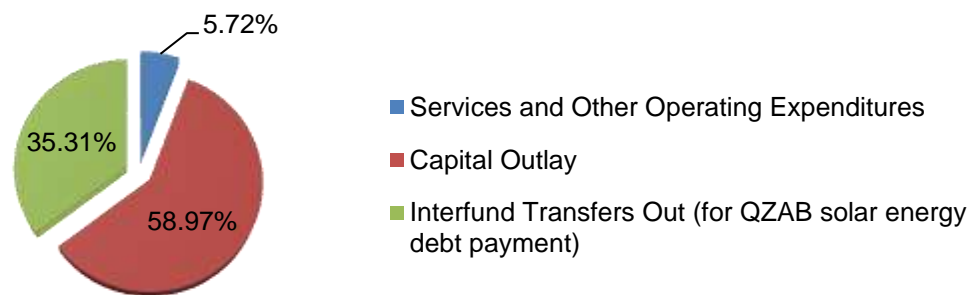 5.72%
35.31%
58.97%
Services and Other Operating Expenditures
Capital Outlay
Interfund Transfers Out (for QZAB solar energy
debt payment)